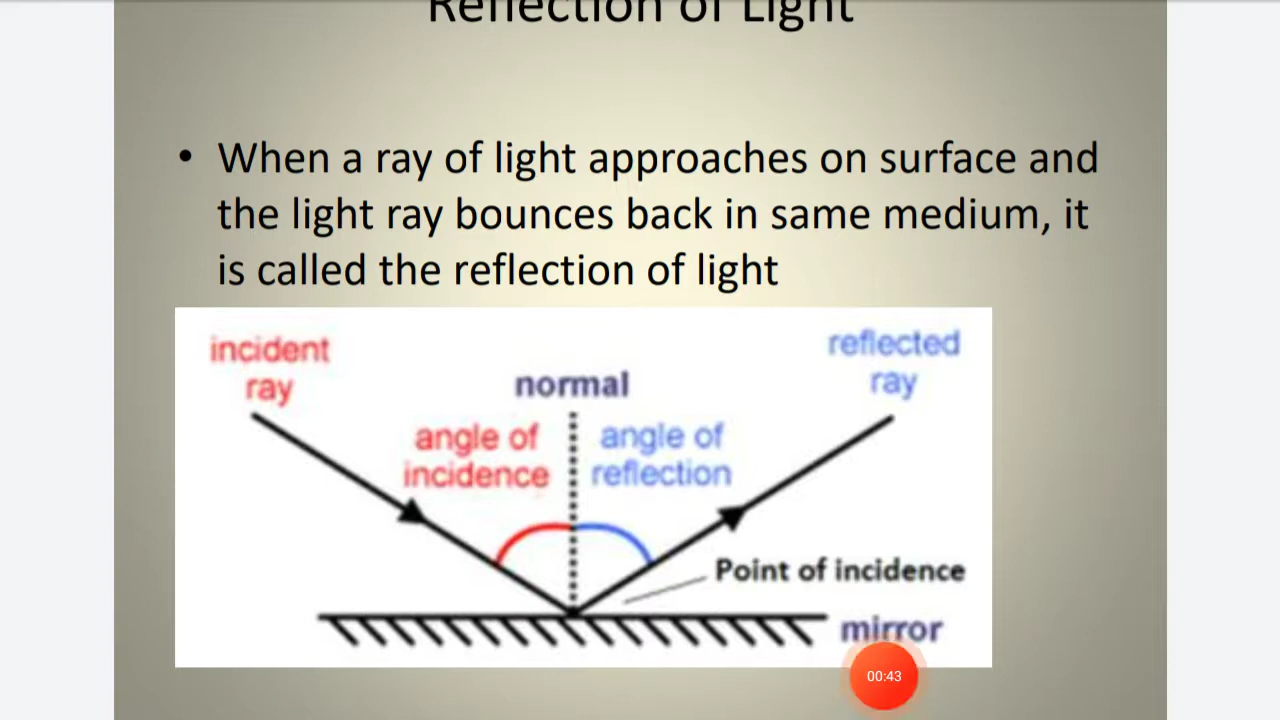 Reflection of Light
• When a ray of light approaches on surface and
the light ray bounces back in same medium, it
is called the reflection of light
incident
ray
normal
reflected
ray
angle of
incidence
angle of
reflection
Point of incidence
mirror
00:43